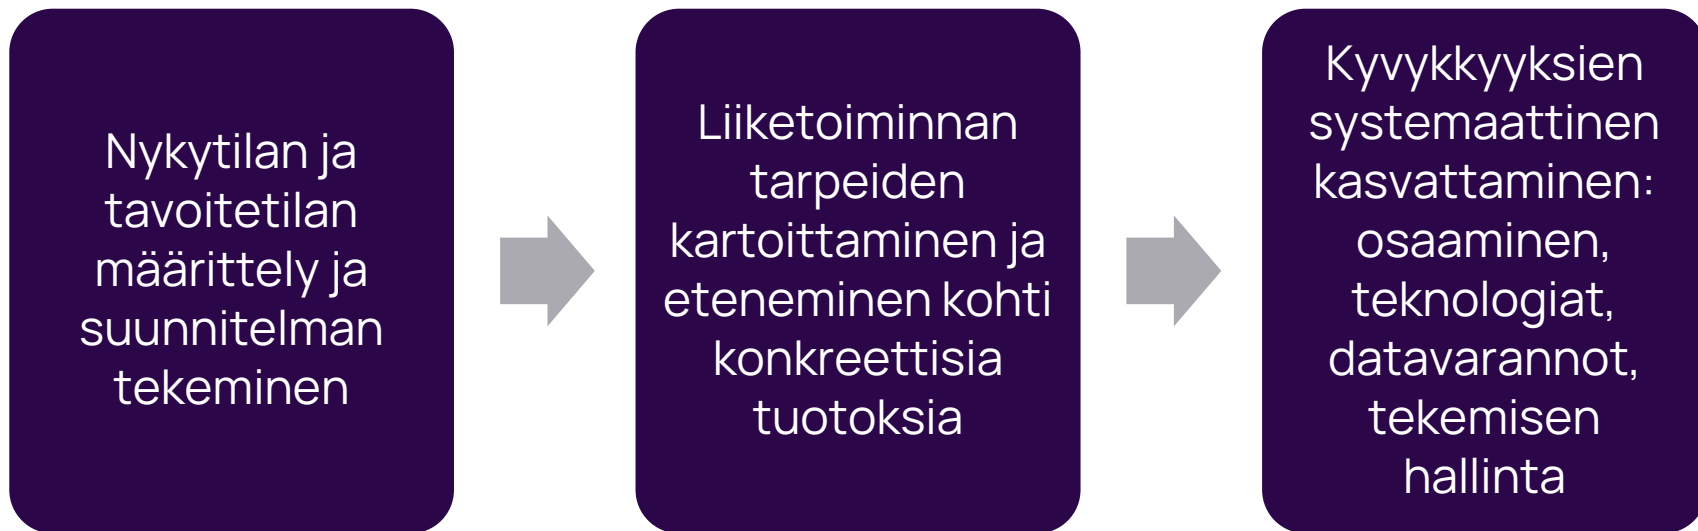 Nykytilan ja
tavoitetilan
määrittely ja
suunnitelman
tekeminen
Liiketoiminnan
tarpeiden
kartoittaminen ja
eteneminen kohti
konkreettisia
tuotoksia
Kyvykkyyksien
systemaattinen
kasvattaminen:
osaaminen,
teknologiat,
datavarannot,
tekemisen
hallinta